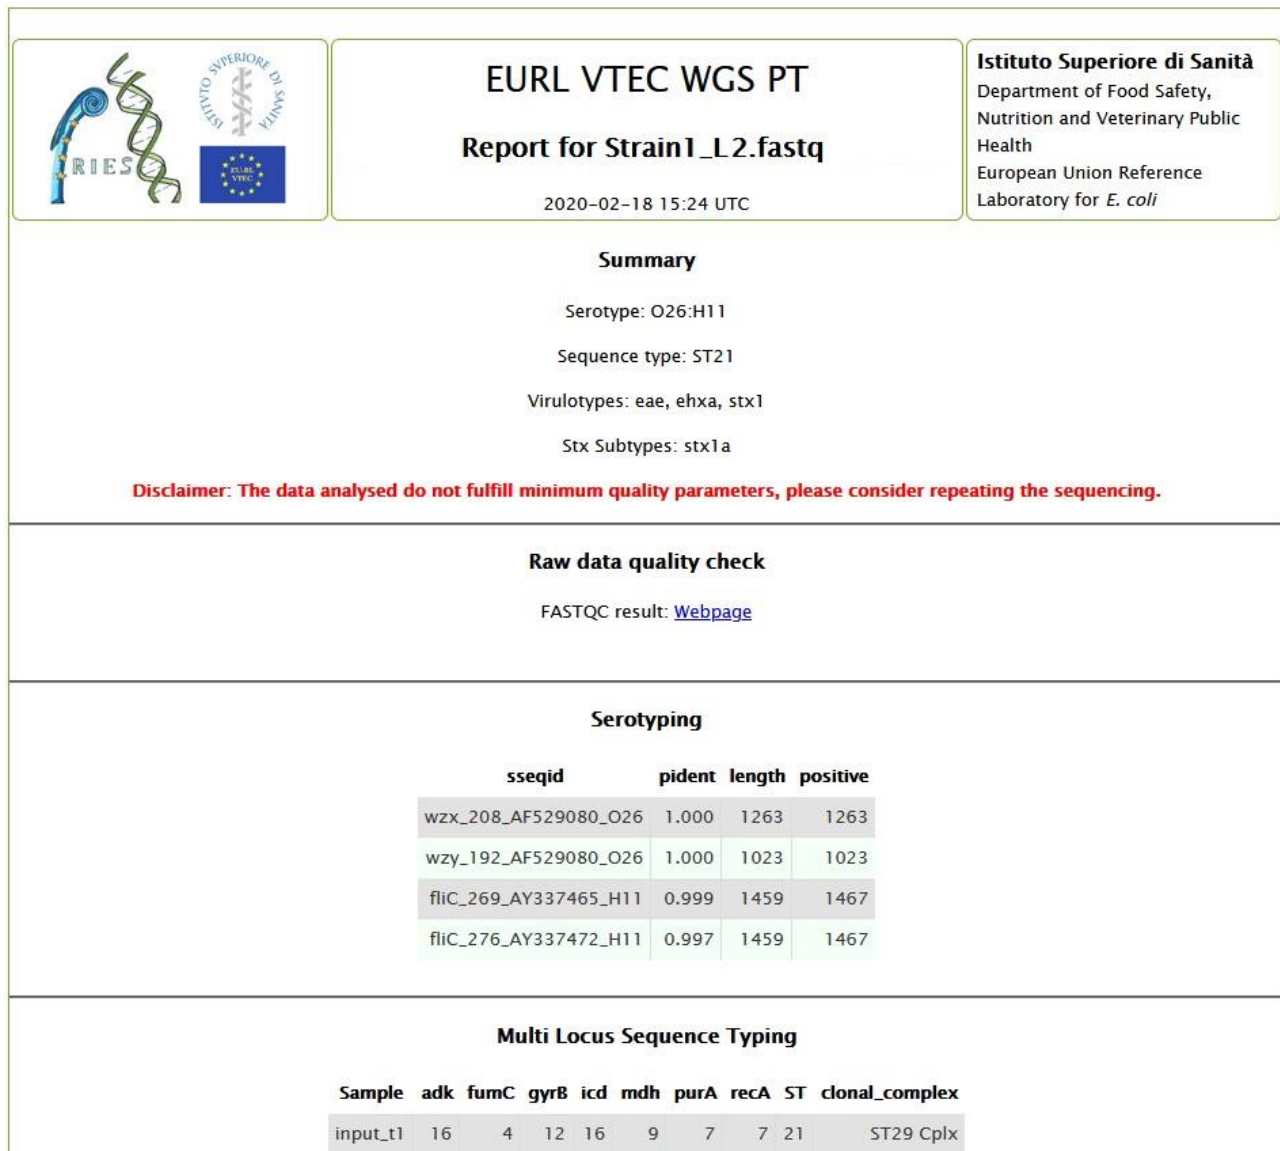 RIES
ISTITVTO SVPERIORE DI SANITA
EU-RL
VTEC
EURL VTEC WGS PT
Report for Strain1_L2.fastq
2020-02-18 15:24 UTC
Istituto Superiore di Sanità
Department of Food Safety,
Nutrition and Veterinary Public
Health
European Union Reference
Laboratory for E. coli
Summary
Serotype: O26:H11
Sequence type: ST21
Virulotypes: eae, ehxa, stx1
Stx Subtypes: stx1a
Disclaimer: The data analysed do not fulfill minimum quality parameters, please consider repeating the sequencing.
Raw data quality check
FASTQC result: Webpage
Serotyping
sseqid pident length positive
wzx_208_AF529080_O26 1.000 1263 1263
wzy_192_AF529080_O26 1.000 1023 1023
fliC_269_AY337465_H11 0.999 1459 1467
fliC_276_AY337472_H11 0.997 1459 1467
Multi Locus Sequence Typing
Sample adk fumC gyrB icd mdh purA recA ST clonal_complex
input_t1 16 4 12 16 9 7 7 21 ST29 Cplx